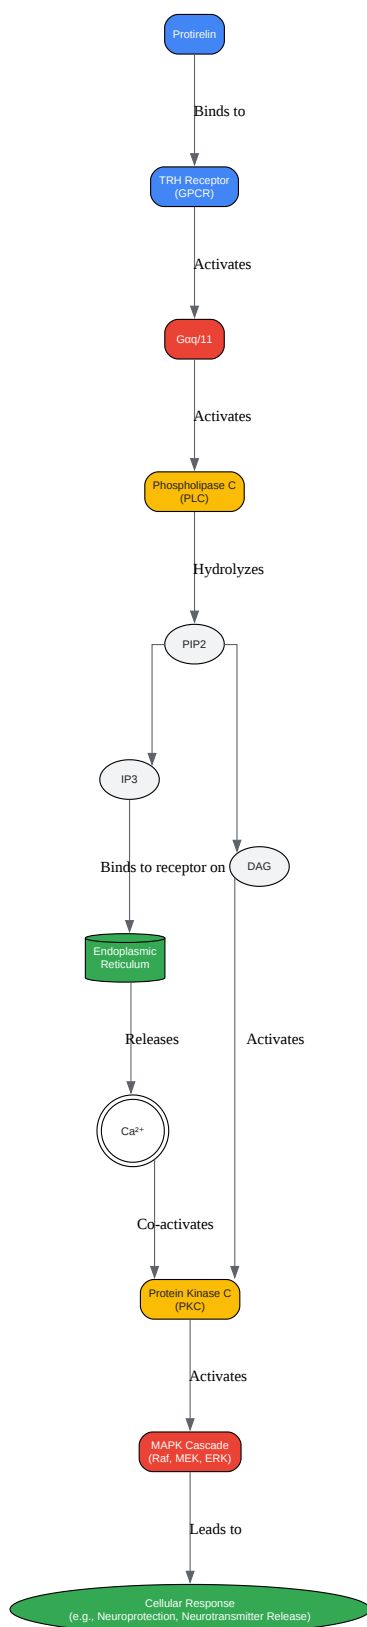 Protirelin
Binds to
TRH Receptor
(GPCR)
Activates
Gαq/11
Activates
Phospholipase C
(PLC)
Hydrolyzes
PIP2
IP3
Binds to receptor on
DAG
Endoplasmic
Reticulum
Releases
Activates
Ca²⁺
Co-activates
Protein Kinase C
(PKC)
Activates
MAPK Cascade
(Raf, MEK, ERK)
Leads to
Cellular Response
(e.g., Neuroprotection, Neurotransmitter Release)